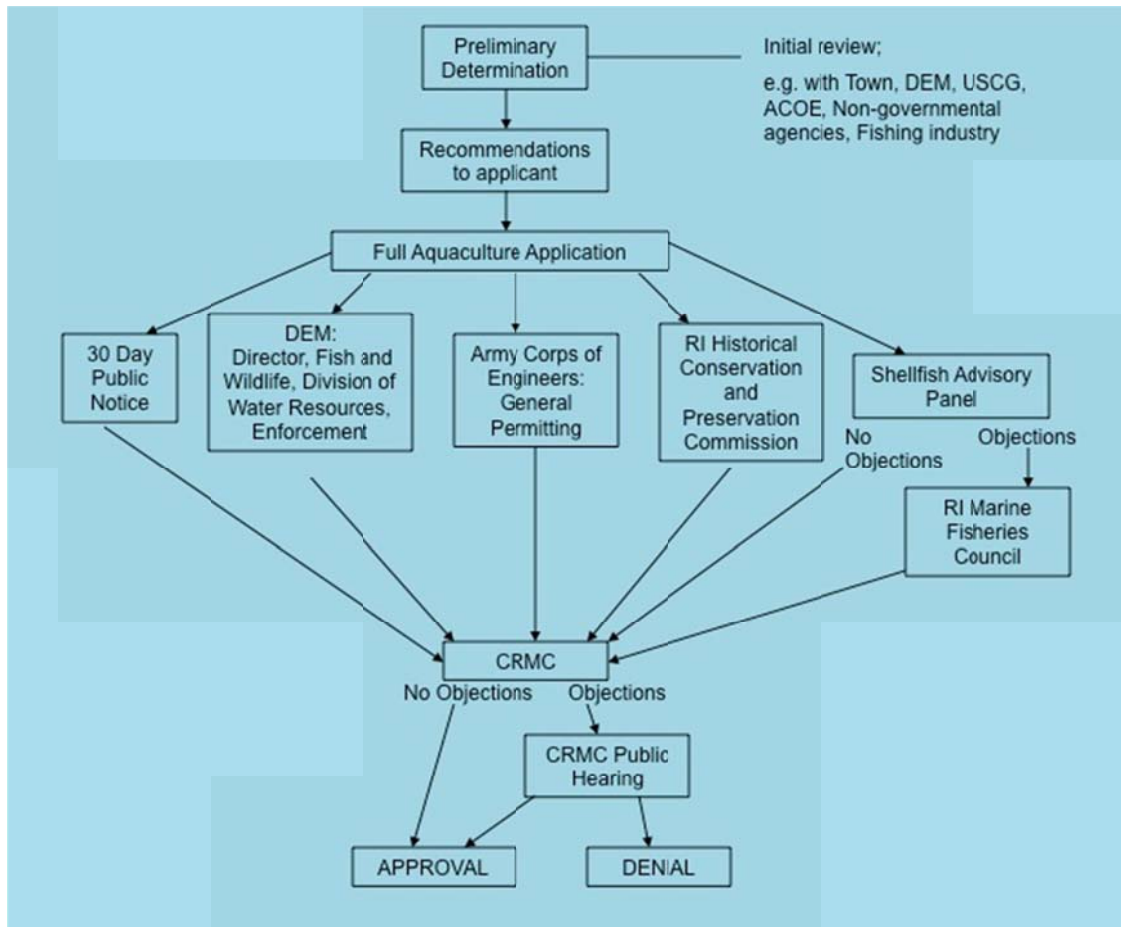 Preliminary
Determination
Initial review;
e.g. with Town, DEM, USCG,
ACOE, Non-governmental
agencies, Fishing industry
Recommendations
to applicant
Full Aquaculture Application
30 Day
Public
Notice
DEM:
Director, Fish and
Wildlife, Division of
Water Resources,
Enforcement
Army Corps of
Engineers:
General
Permitting
RI Historical
Conservation
and
Preservation
Commission
Shellfish Advisory
Panel
No
Objections
Objections
RI Marine
Fisheries
Council
CRMC
No Objections
Objections
CRMC Public
Hearing
APPROVAL
DENIAL